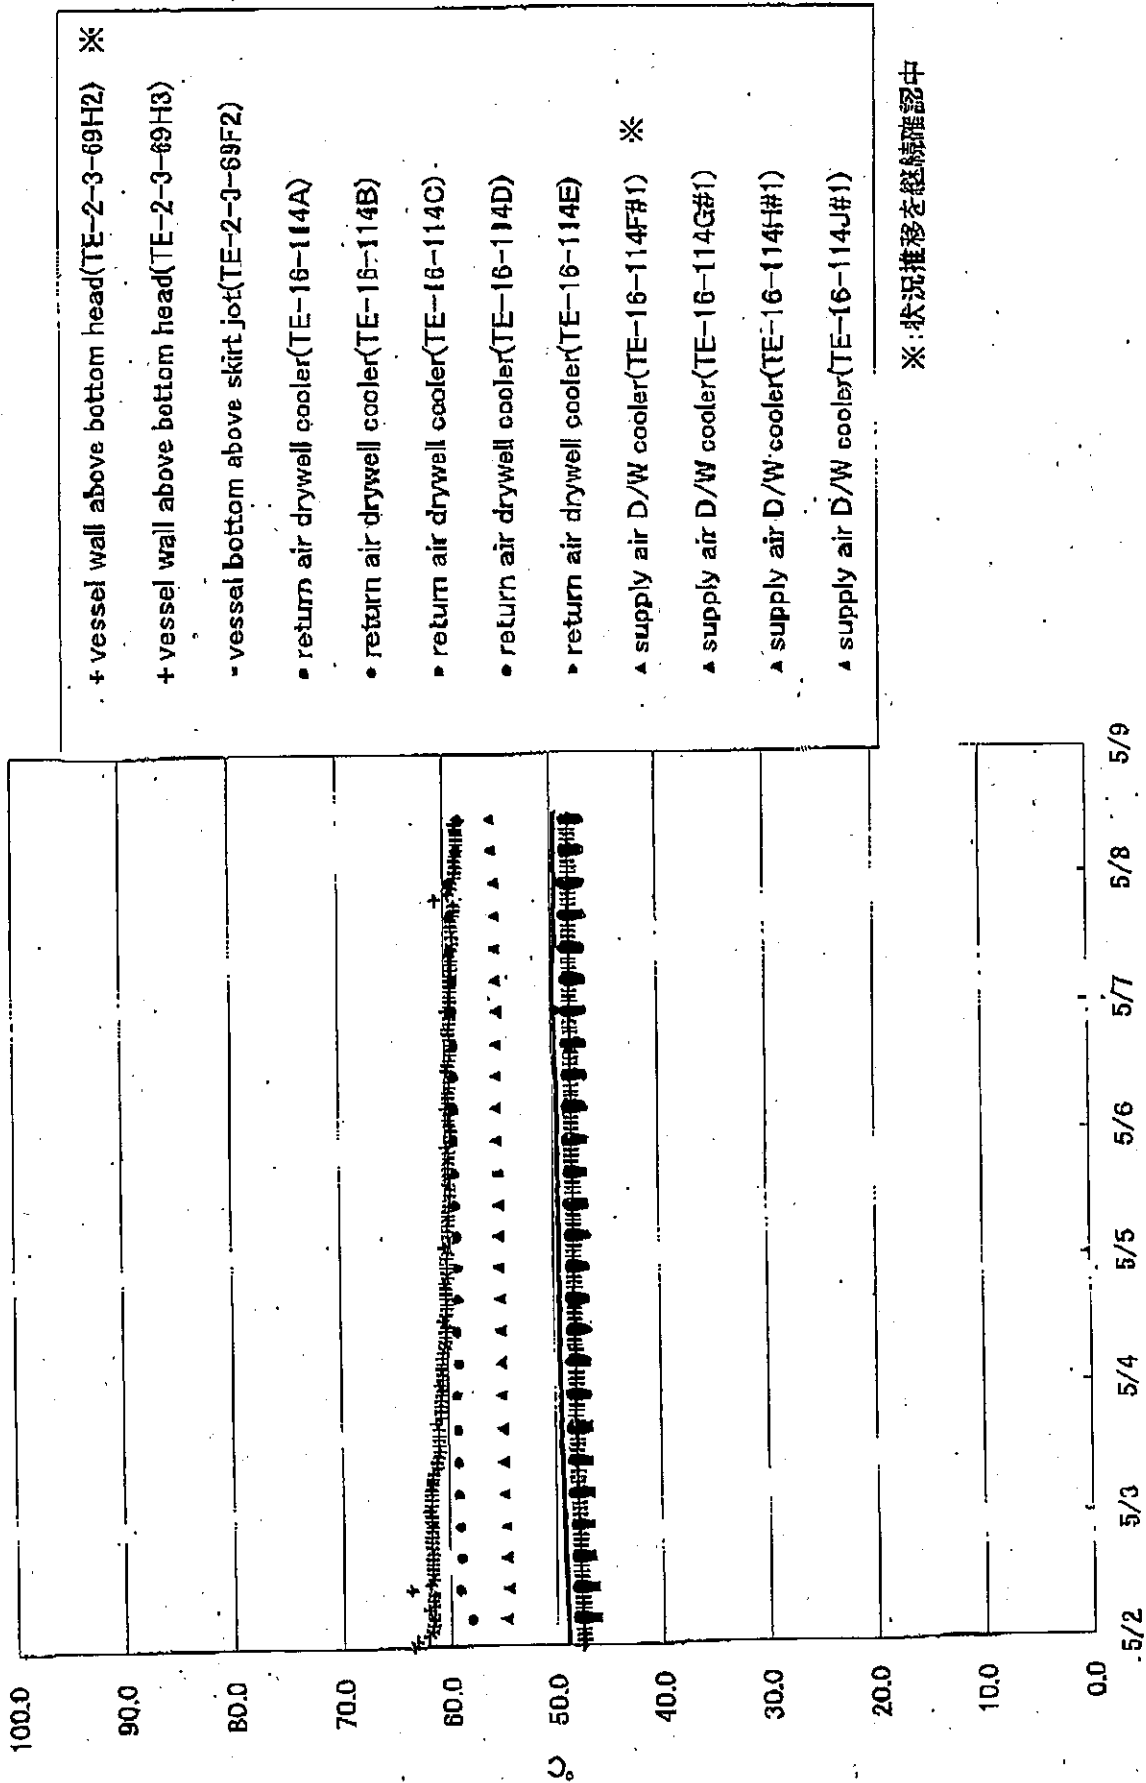 100.0
90.0
80.0
70.0
60.0
50.0
40.0
30.0
20.0
10.0
0.0
℃
5/2
5/3
5/4
5/5
5/6
5/7
5/8
5/9
+ vessel wall above bottom head(TE-2-3-69H2) ※
+ vessel wall above bottom head(TE-2-3-69H3)
- vessel bottom above skirt jot(TE-2-3-69F2)
● return air drywell cooler(TE-16-114A)
● return air drywell cooler(TE-16-114B)
● return air drywell cooler(TE-16-114C)
● return air drywell cooler(TE-16-114D)
● return air drywell cooler(TE-16-114E)
▲ supply air D/W cooler(TE-16-114F#1) ※
▲ supply air D/W cooler(TE-16-114G#1)
▲ supply air D/W cooler(TE-16-114H#1)
▲ supply air D/W cooler(TE-16-114J#1)
※:状況推移を継続確認中